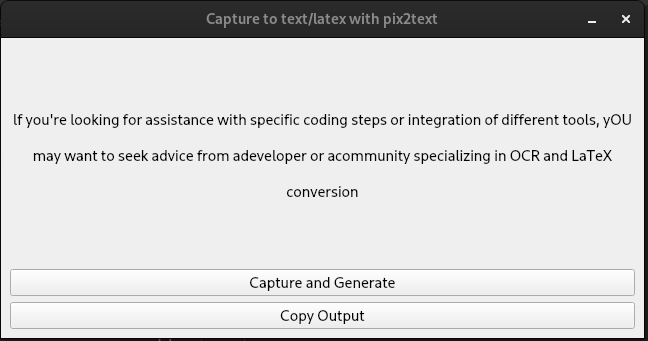 Capture to text/latex with pix2text
lf you're looking for assistance with specific coding steps or integration of different tools, yOU
may want to seek advice from adeveloper or acommunity specializing in OCR and LaTeX
conversion
Capture and Generate
Copy Output